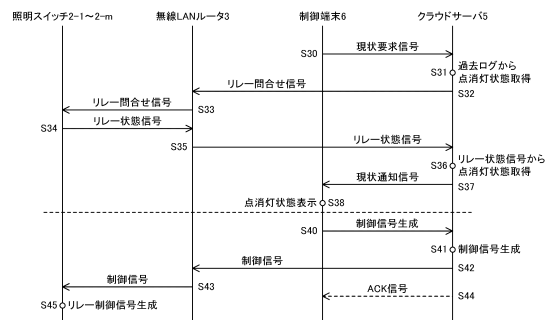 照明スイッチ2-1～2-m 無線LANルータ3 制御端末6 クラウドサーバ5
S30 現状要求信号
S31 過去ログから
点消灯状態取得
リレー問合せ信号 S32
リレー問合せ信号 S33
S34 リレー状態信号
S35 リレー状態信号
S36 リレー状態信号から
点消灯状態取得
現状通知信号 S37
点消灯状態表示 S38
S40 制御信号生成
S41 制御信号生成
制御信号 S42
制御信号 S43
ACK信号 S44
S45 リレー制御信号生成